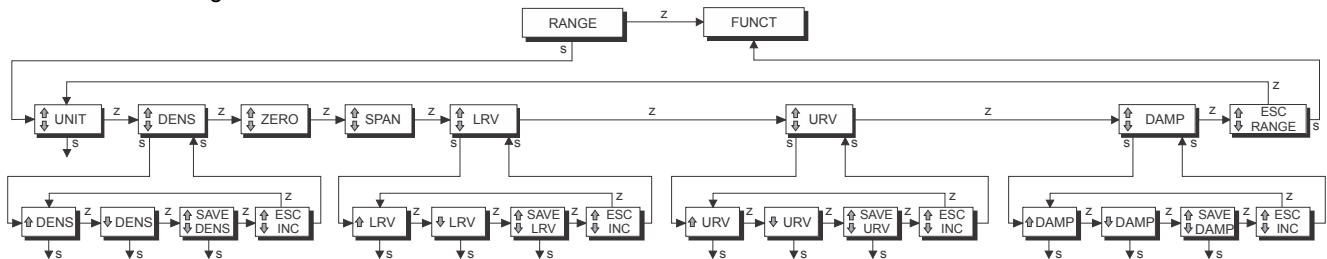 RANGE z FUNCT
s s
z
UNIT z DENS z ZERO z SPAN z LRV z URV z DAMP z ESC
RANGE s
s s s s s s s s s
z z z z
DENS z DENS z SAVE z ESC LRV z LRV z SAVE z ESC URV z URV z SAVE z ESC DAMP z DAMP z SAVE z ESC
DENS INC LRV INC URV INC DAMP INC
s s s s s s s s s s s s